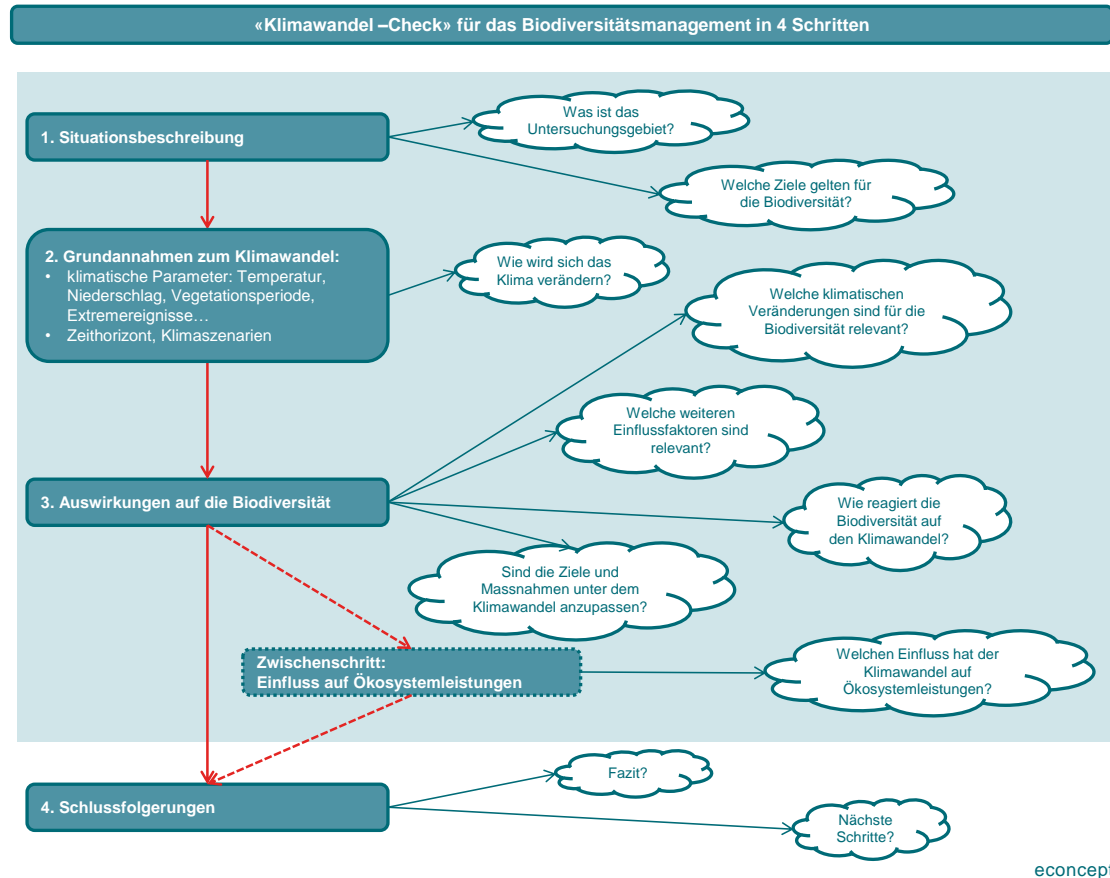 «Klimawandel –Check» für das Biodiversitätsmanagement in 4 Schritten
1. Situationsbeschreibung
Was ist das
Untersuchungsgebiet?
Welche Ziele gelten für
die Biodiversität?
2. Grundannahmen zum Klimawandel:
• klimatische Parameter: Temperatur,
Niederschlag, Vegetationsperiode,
Extremereignisse…
• Zeithorizont, Klimaszenarien
Wie wird sich das
Klima verändern?
Welche klimatischen
Veränderungen sind für die
Biodiversität relevant?
Welche weiteren
Einflussfaktoren sind
relevant?
3. Auswirkungen auf die Biodiversität
Wie reagiert die
Biodiversität auf
den Klimawandel?
Sind die Ziele und
Massnahmen unter dem
Klimawandel anzupassen?
Zwischenschritt:
Einfluss auf Ökosystemleistungen
Welchen Einfluss hat der
Klimawandel auf
Ökosystemleistungen?
4. Schlussfolgerungen
Fazit?
Nächste
Schritte?
econcept